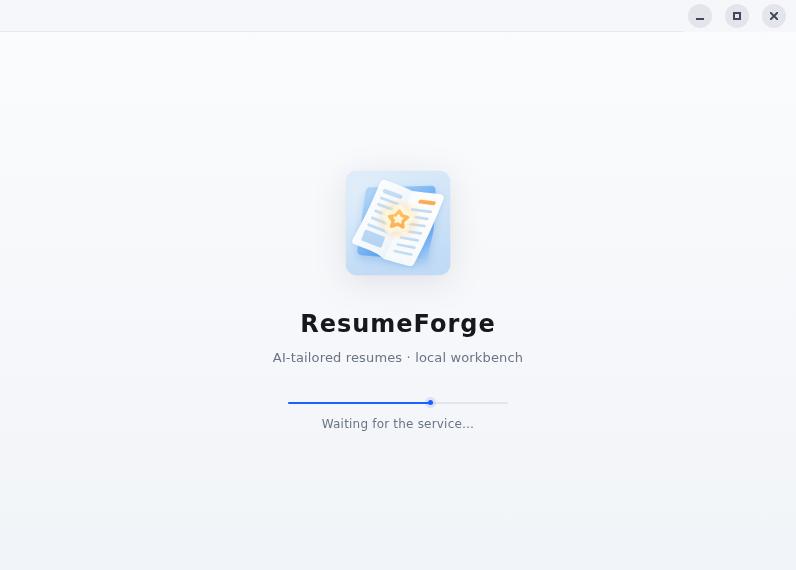 ResumeForge
AI-tailored resumes · local workbench
Waiting for the service...